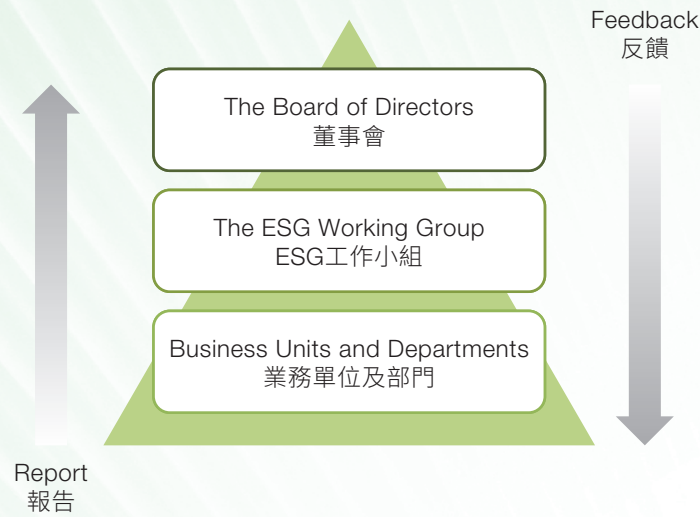 Feedback
反饋
The Board of Directors
董事會
The ESG Working Group
ESG工作小組
Business Units and Departments
業務單位及部門
Report
報告